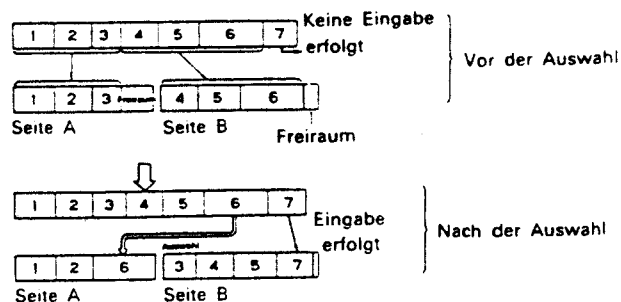 1 2 3 4 5 6 7 Keine Eingabe erfolgt
Vor der Auswahl
1 2 3 Freiraum 4 5 6
Seite A Seite B
Freiraum
1 2 3 4 5 6 7
Eingabe erfolgt
Nach der Auswahl
Auswahl
1 2 6 3 4 5 7
Seite A Seite B